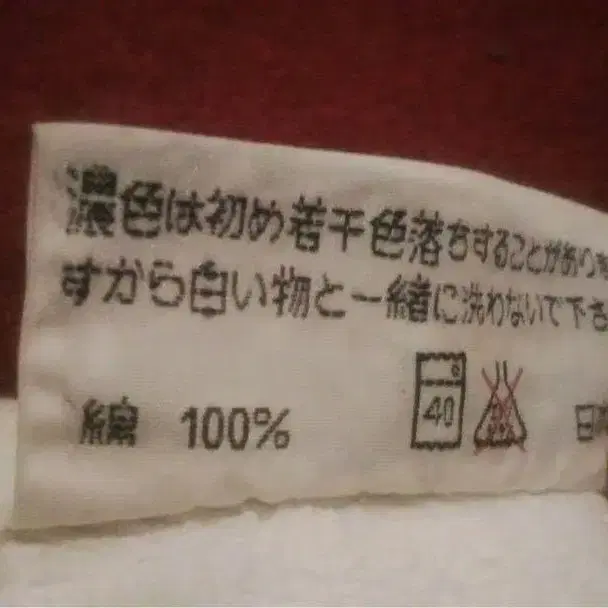 濃色は初め若干色落ちすることがあ
すから白い物と一緒に洗わないで下さ
綿 100% 40 日